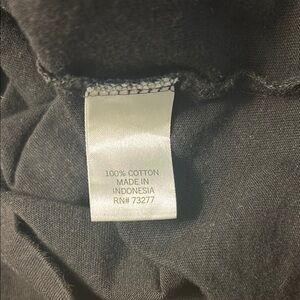 100% COTTON
MADE IN
INDONESIA
RN# 73277